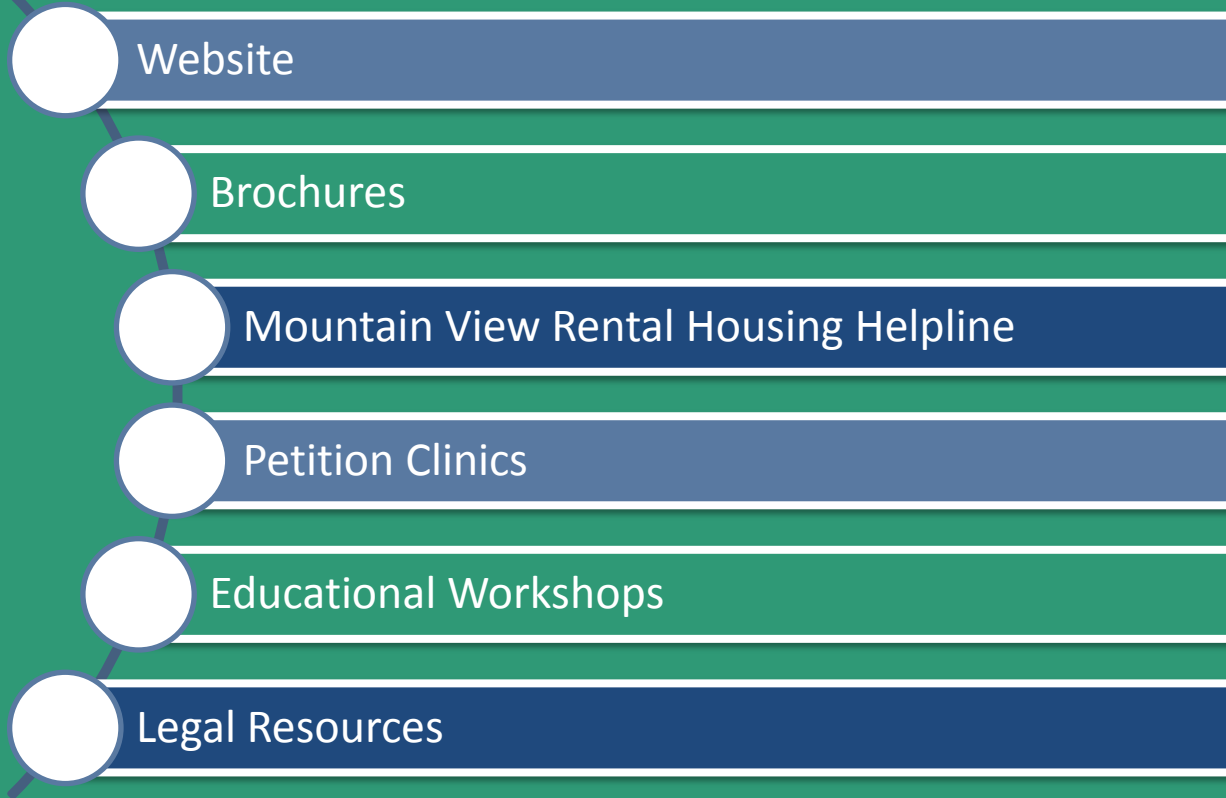 Website
Brochures
Mountain View Rental Housing Helpline
Petition Clinics
Educational Workshops
Legal Resources